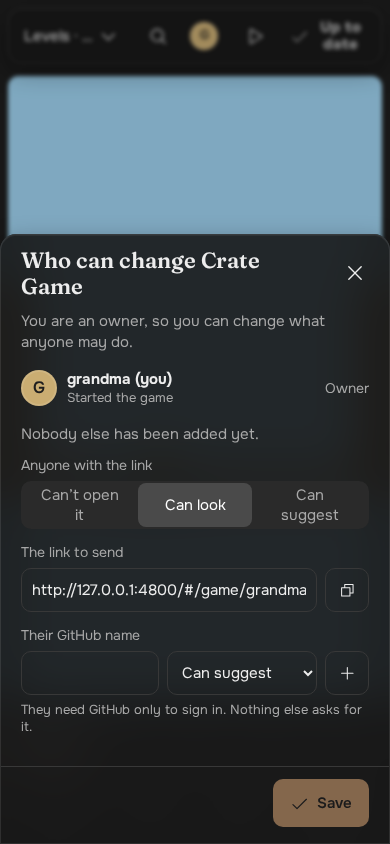 Levels · ...
G
Up to
date
Who can change Crate
Game
You are an owner, so you can change what
anyone may do.
G
grandma (you)
Started the game
Owner
Nobody else has been added yet.
Anyone with the link
Can't open
it
Can look
Can
suggest
The link to send
http://127.0.0.1:4800/#/game/grandma
Their GitHub name
Can suggest
They need GitHub only to sign in. Nothing else asks for
it.
Save